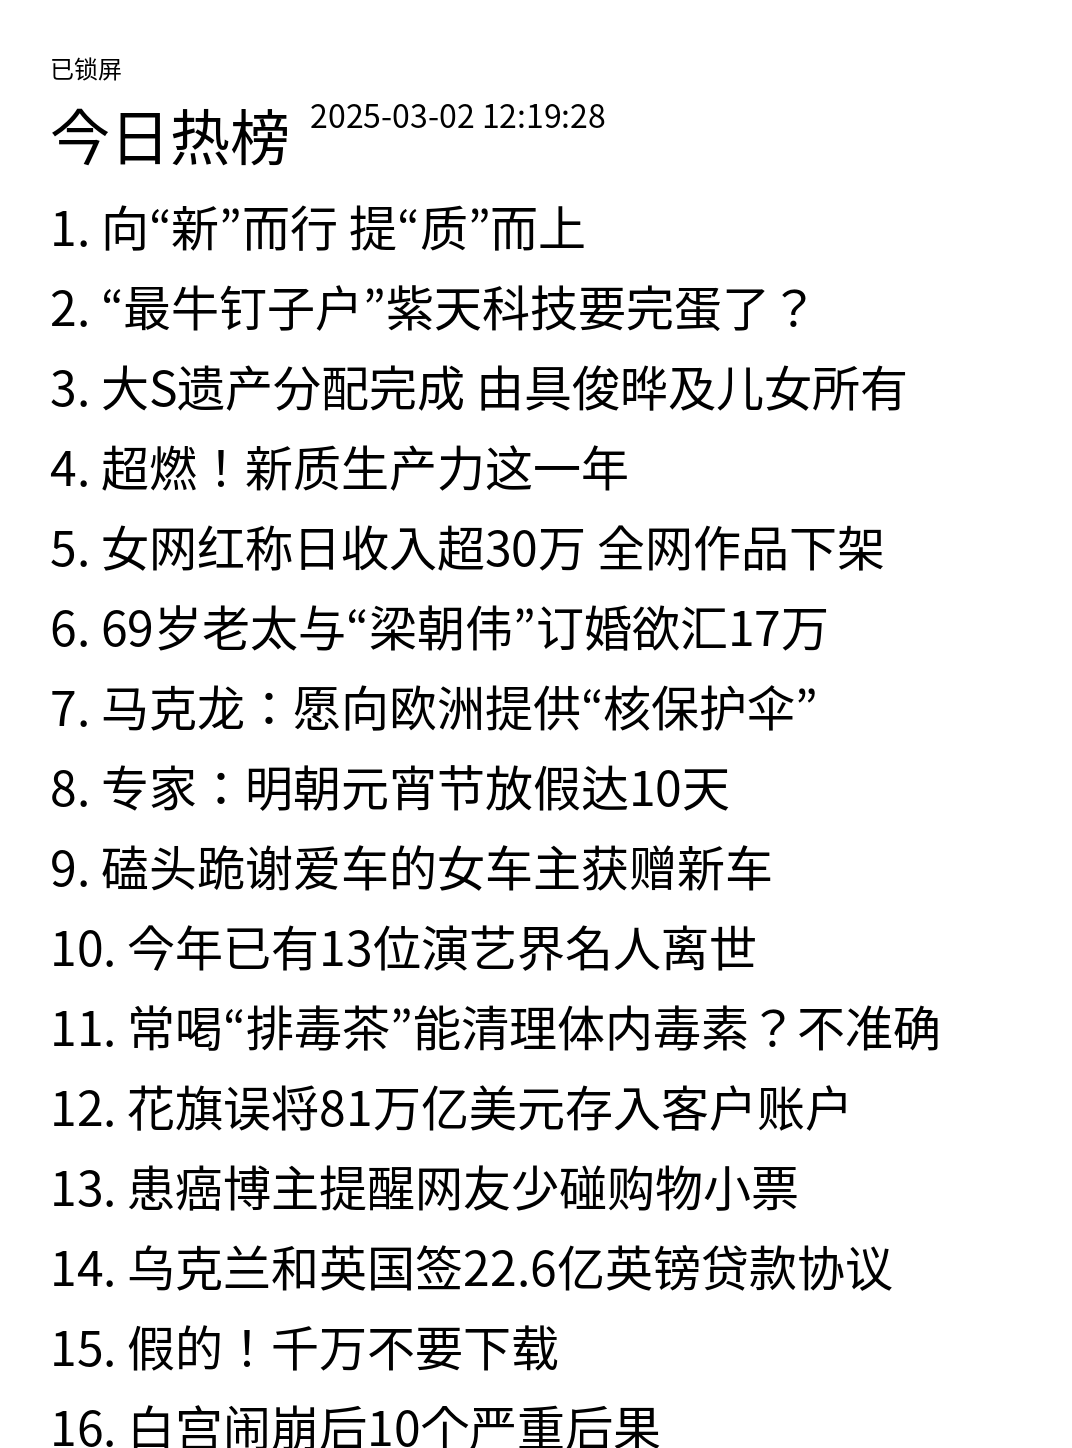 已锁屏
今日热榜 2025-03-02 12:19:28
1. 向“新”而行 提“质”而上
2. “最牛钉子户”紫天科技要完蛋了？
3. 大S遗产分配完成 由具俊晔及儿女所有
4. 超燃！新质生产力这一年
5. 女网红称日收入超30万 全网作品下架
6. 69岁老太与“梁朝伟”订婚欲汇17万
7. 马克龙：愿向欧洲提供“核保护伞”
8. 专家：明朝元宵节放假达10天
9. 磕头跪谢爱车的女车主获赠新车
10. 今年已有13位演艺界名人离世
11. 常喝“排毒茶”能清理体内毒素？不准确
12. 花旗误将81万亿美元存入客户账户
13. 患癌博主提醒网友少碰购物小票
14. 乌克兰和英国签22.6亿英镑贷款协议
15. 假的！千万不要下载
16. 白宫闹崩后10个严重后果